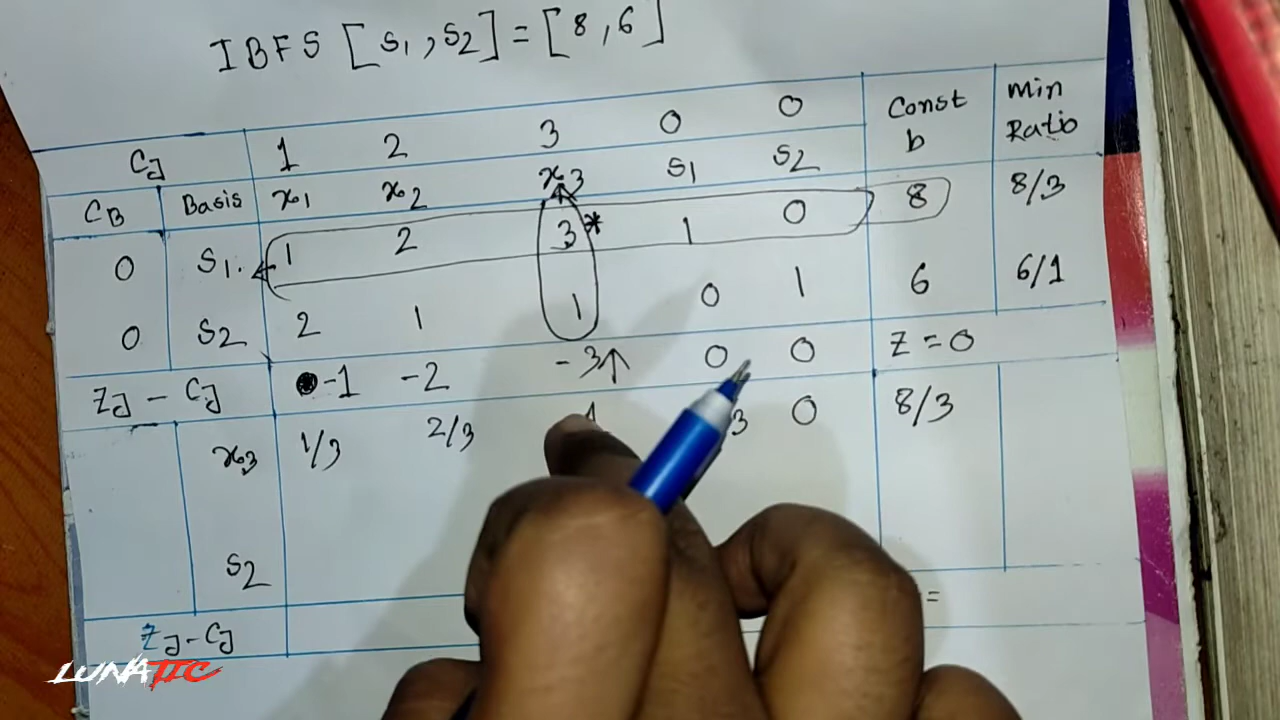 IBFS [s1, s2] = [8, 6]
CJ 1 2 3 0 0 Const b Min Ratio
CB Basis x1 x2 x3 s1 s2
0 s1. 1 2 3* 1 0 8 8/3
0 s2 2 1 1 0 1 6 6/1
ZJ - CJ -1 -2 -3↑ 0 0 Z = 0
x3 1/3 2/3 3 0 8/3
s2
ZJ - CJ =
LUNATIC